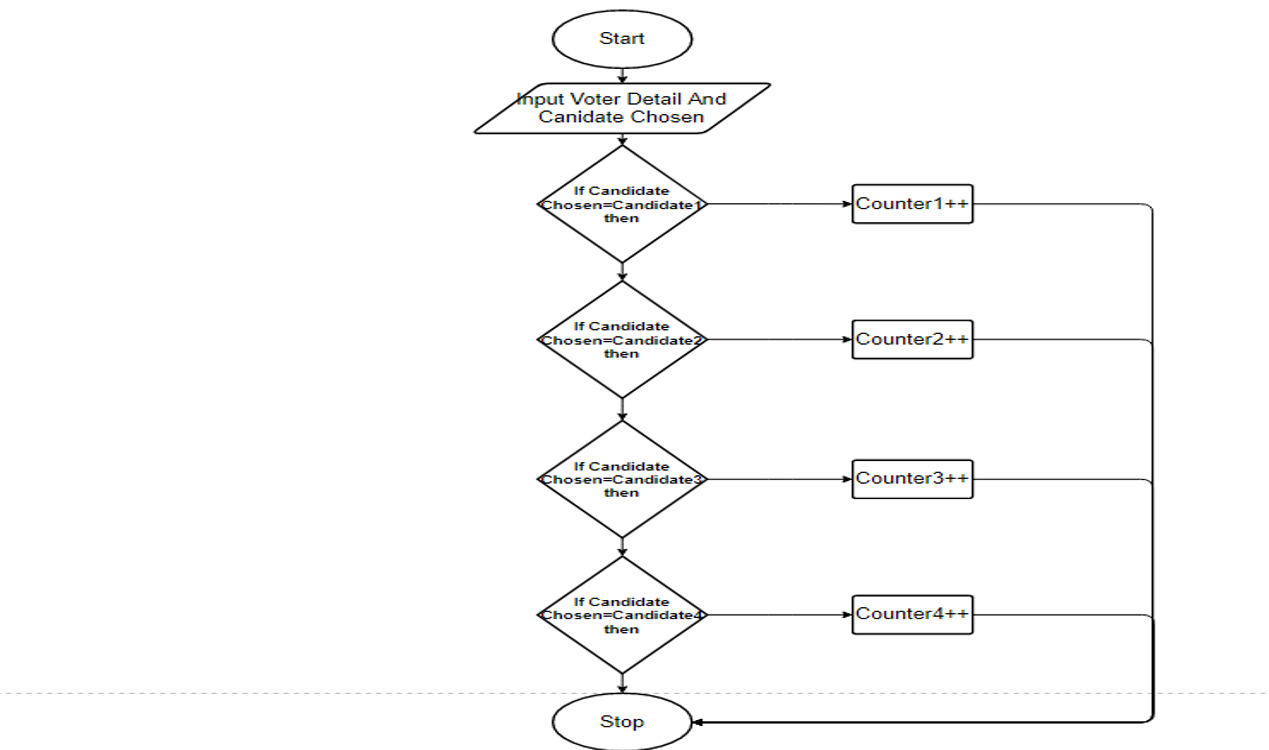 Start
Input Voter Detail And
Canidate Chosen
If Candidate
Chosen=Candidate1
then
Counter1++
If Candidate
Chosen=Candidate2
then
Counter2++
If Candidate
Chosen=Candidate3
then
Counter3++
If Candidate
Chosen=Candidate4
then
Counter4++
Stop